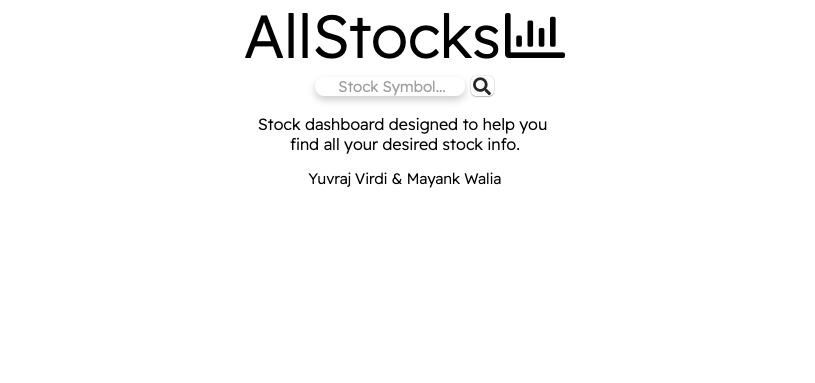 AllStocks
Stock Symbol...
Stock dashboard designed to help you
find all your desired stock info.
Yuvraj Virdi & Mayank Walia